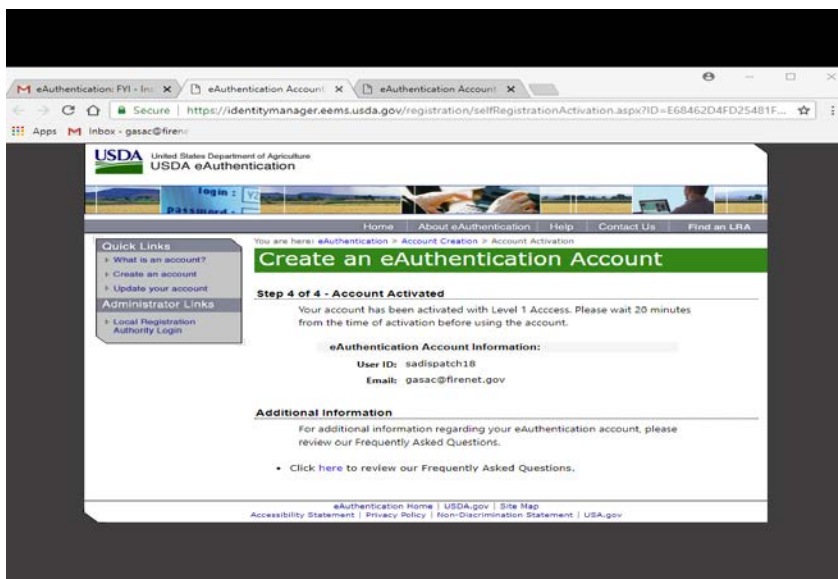 eAuthentication: FYI - In
eAuthentication Account
eAuthentication Account
Secure | https://identitymanager.eems.usda.gov/registration/selfRegistrationActivation.aspx?ID=E68462D4FD25481F...
Apps Inbox - gasac@firen
USDA United States Department of Agriculture
USDA eAuthentication
login :
Password :
Home About eAuthentication Help Contact Us Find an LRA
Quick Links
What is an account?
Create an account
Update your account
Administrator Links
Local Registration
Authority Login
You are here: eAuthentication > Account Creation > Account Activation
Create an eAuthentication Account
Step 4 of 4 - Account Activated
Your account has been activated with Level 1 Acccess. Please wait 20 minutes
from the time of activation before using the account.
eAuthentication Account Information:
User ID: sadispatch18
Email: gasac@firenet.gov
Additional Information
For additional information regarding your eAuthentication account, please
review our Frequently Asked Questions.
• Click here to review our Frequently Asked Questions.
eAuthentication Home | USDA.gov | Site Map
Accessibility Statement | Privacy Policy | Non-Discrimination Statement | USA.gov